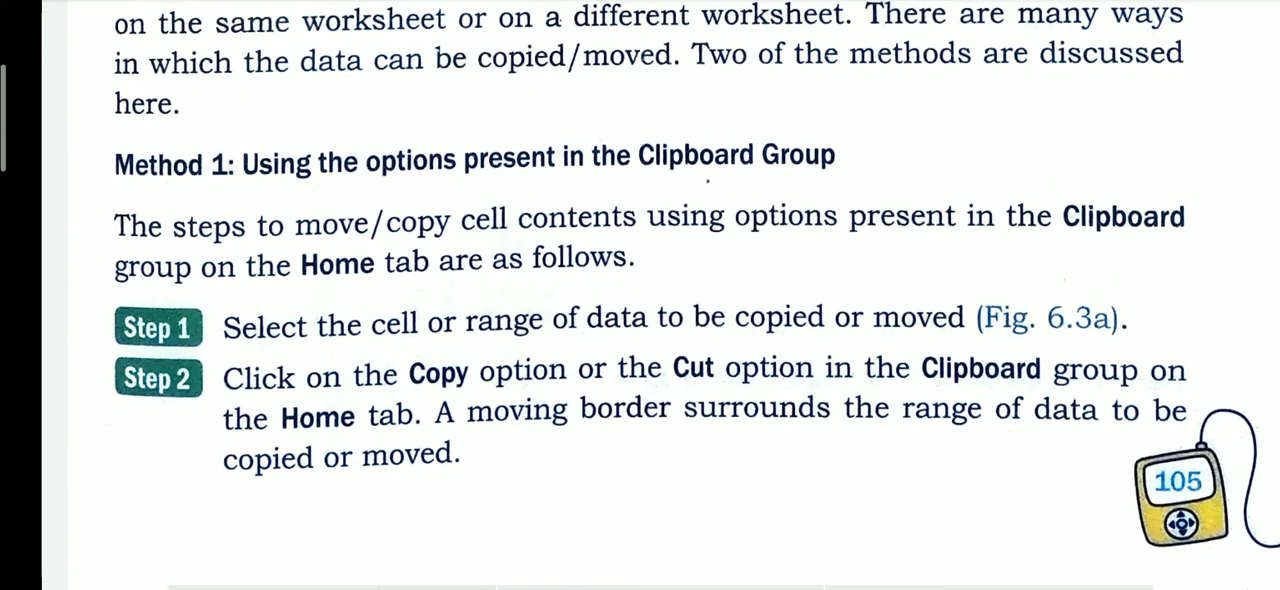 on the same worksheet or on a different worksheet. There are many ways
in which the data can be copied/moved. Two of the methods are discussed
here.
Method 1: Using the options present in the Clipboard Group
The steps to move/copy cell contents using options present in the Clipboard
group on the Home tab are as follows.
Step 1 Select the cell or range of data to be copied or moved (Fig. 6.3a).
Step 2 Click on the Copy option or the Cut option in the Clipboard group on
the Home tab. A moving border surrounds the range of data to be
copied or moved.
105